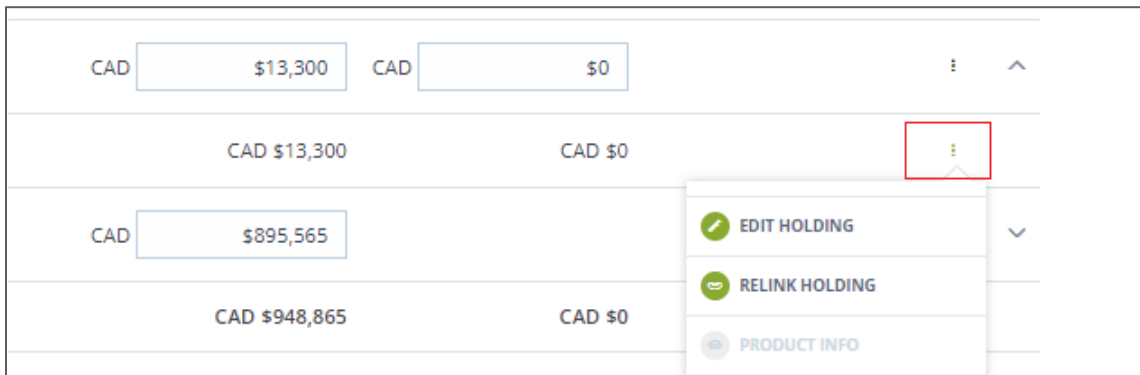 CAD $13,300 CAD $0
CAD $13,300 CAD $0
CAD $895,565
EDIT HOLDING
RELINK HOLDING
CAD $948,865 CAD $0
PRODUCT INFO